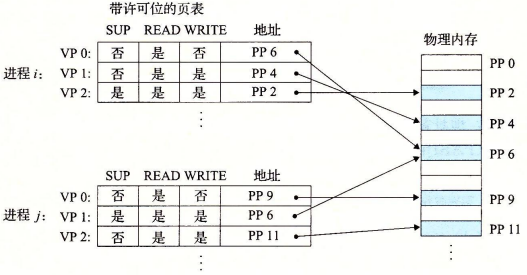 带许可位的页表
SUP READ WRITE 地址
进程 i:
VP 0: 否 是 否 PP 6
VP 1: 否 是 是 PP 4
VP 2: 是 是 是 PP 2
⋮
SUP READ WRITE 地址
进程 j:
VP 0: 否 是 否 PP 9
VP 1: 是 是 是 PP 6
VP 2: 否 是 是 PP 11
⋮
物理内存
PP 0
PP 2
PP 4
PP 6
PP 9
PP 11
⋮